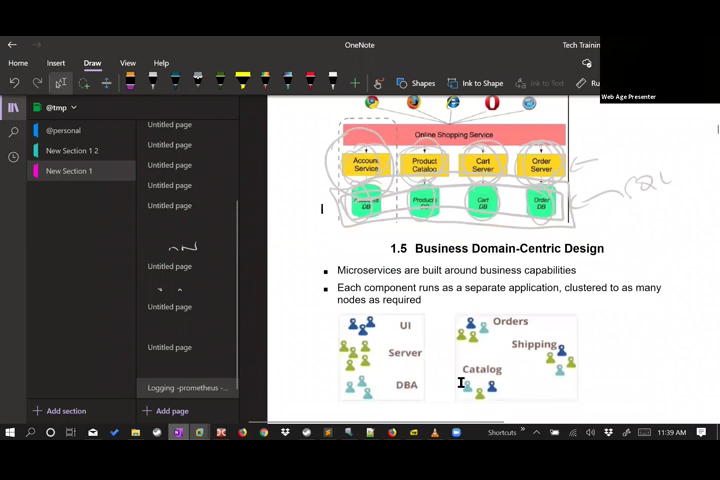 OneNote
Tech Training
Home
Insert
Draw
View
Help
Shapes
Ink to Shape
Ink to Text
Web Age Presenter
@tmp
@personal
New Section 1 2
New Section 1
Untitled page
Untitled page
Untitled page
Untitled page
Untitled page
Untitled page
Untitled page
Untitled page
Logging -prometheus -...
Add section
Add page
Online Shopping Service
Account
Service
Product
Catalog
Cart
Server
Order
Server
DB
Products
DB
Cart
DB
Order
DB
SQL
1.5 Business Domain-Centric Design
Microservices are built around business capabilities
Each component runs as a separate application, clustered to as many
nodes as required
UI
Server
DBA
Orders
Shipping
Catalog
Shortcuts
11:39 AM